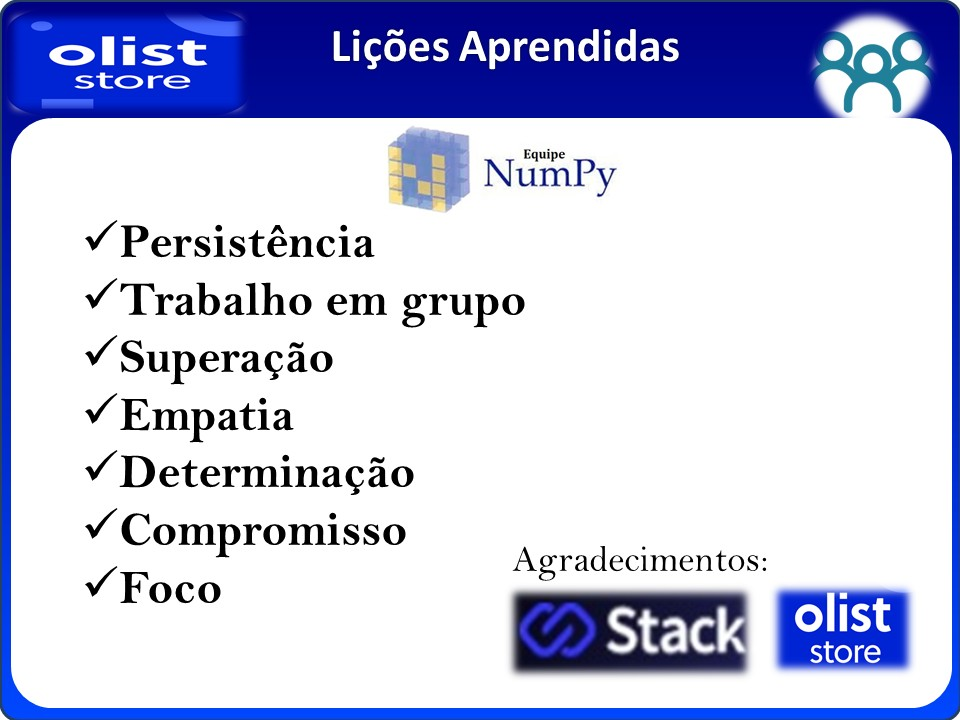 olist
store
Lições Aprendidas
Equipe
NumPy
Persistência
Trabalho em grupo
Superação
Empatia
Determinação
Compromisso
Foco
Agradecimentos:
Stack
olist
store